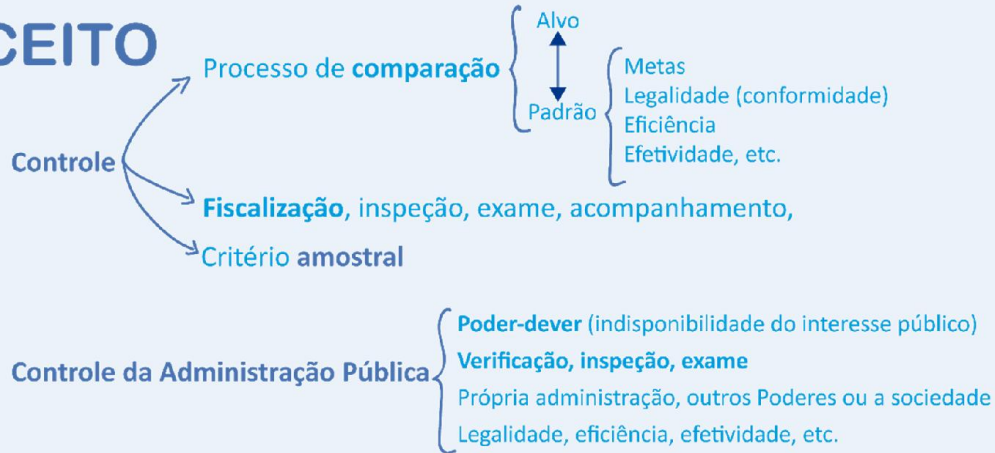 CEITO
Controle
Processo de comparação
Alvo
Padrão
Metas
Legalidade (conformidade)
Eficiência
Efetividade, etc.
Fiscalização, inspeção, exame, acompanhamento,
Critério amostral
Controle da Administração Pública
Poder-dever (indisponibilidade do interesse público)
Verificação, inspeção, exame
Própria administração, outros Poderes ou a sociedade
Legalidade, eficiência, efetividade, etc.